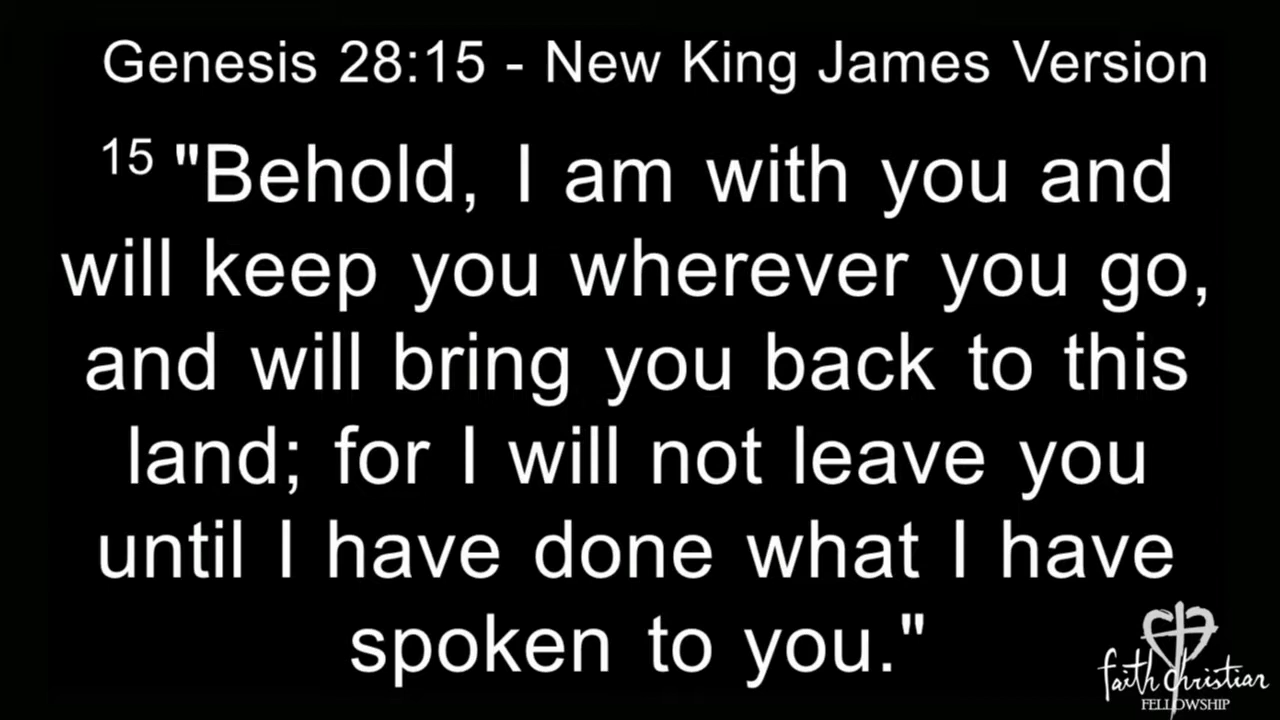 Genesis 28:15 - New King James Version
15 "Behold, I am with you and
will keep you wherever you go,
and will bring you back to this
land; for I will not leave you
until I have done what I have
spoken to you."
faith Christian
FELLOWSHIP